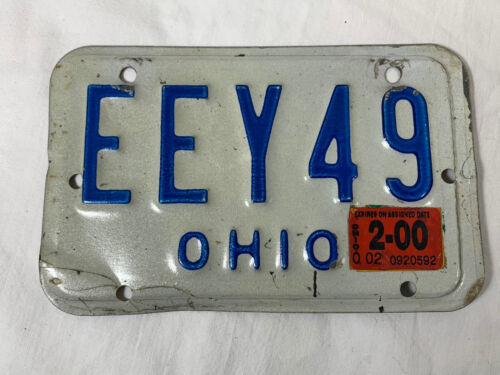 EEY49
OHIO
EXPIRES ON ASSIGNED DATE
OHIO 2-00
Q 02 0920592